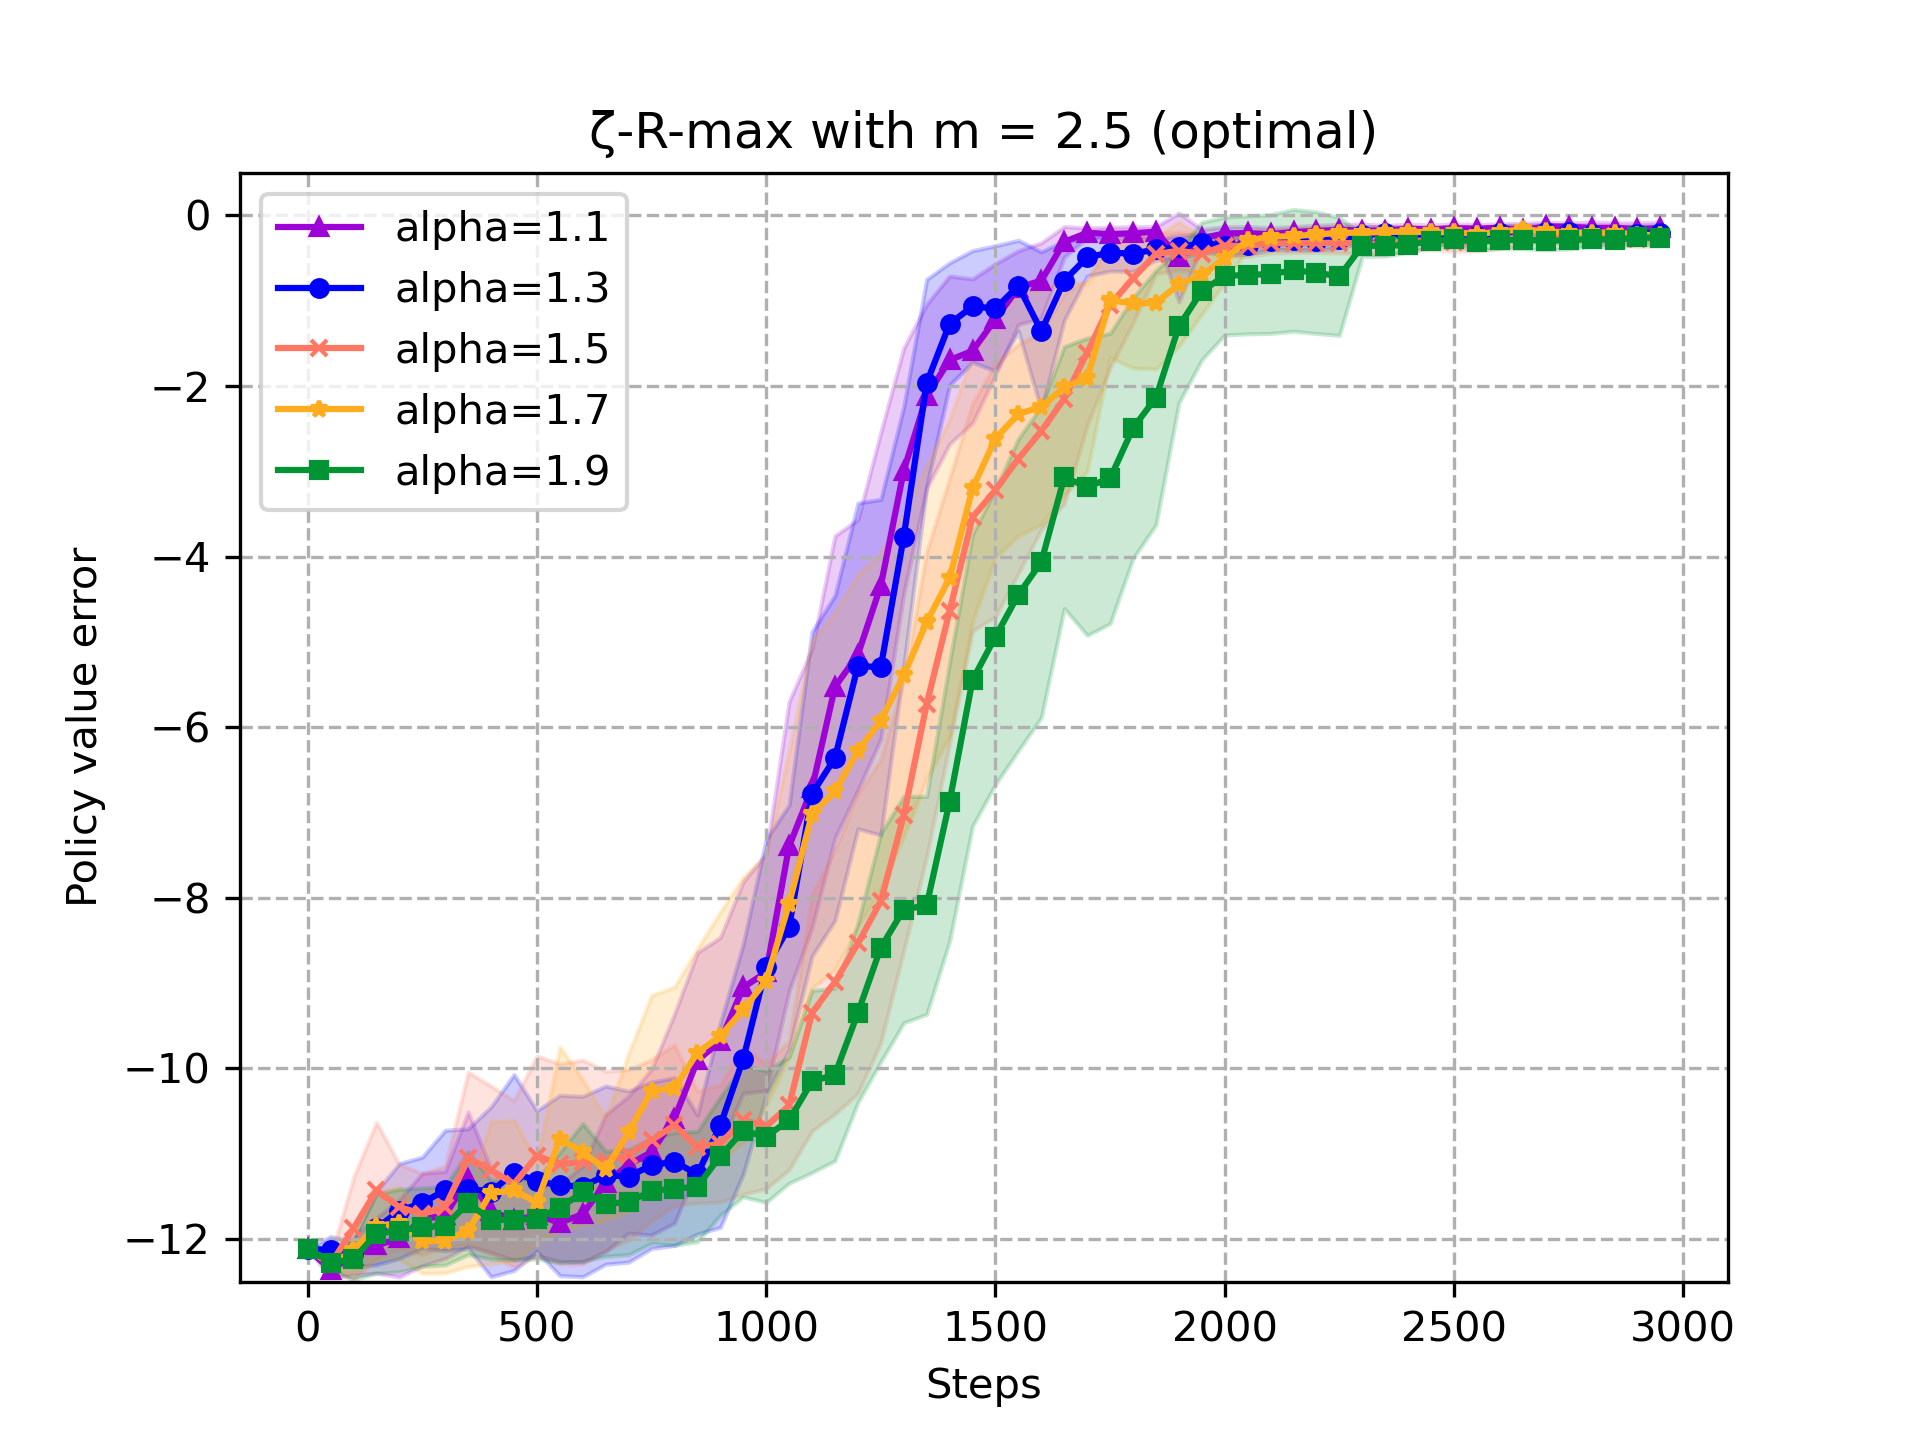 ζ-R-max with m = 2.5 (optimal)
alpha=1.1
alpha=1.3
alpha=1.5
alpha=1.7
alpha=1.9
Policy value error
0
−2
−4
−6
−8
−10
−12
0 500 1000 1500 2000 2500 3000
Steps